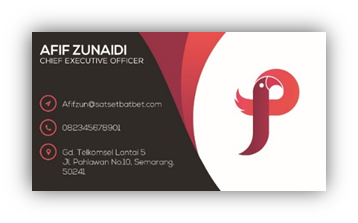 AFIF ZUNAIDI
CHIEF EXECUTIVE OFFICER
Afifzun@satsetbatbet.com
082345678901
Gd. Telkomsel Lantai 5
Jl. Pahlawan No.10, Semarang,
50241